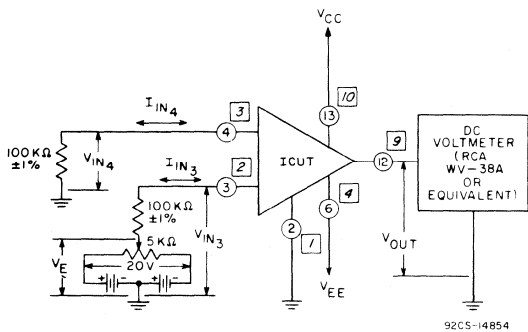 VCC
IIN4
3
10
4
13
100KΩ
±1%
VIN4
IIN3
2
3
ICUT
9
12
DC
VOLTMETER
(RCA
WV-38A
OR
EQUIVALENT)
100KΩ
±1%
VIN3
4
6
2
1
5KΩ
VE
20V
+ -
+ -
VEE
VOUT
92CS-14854